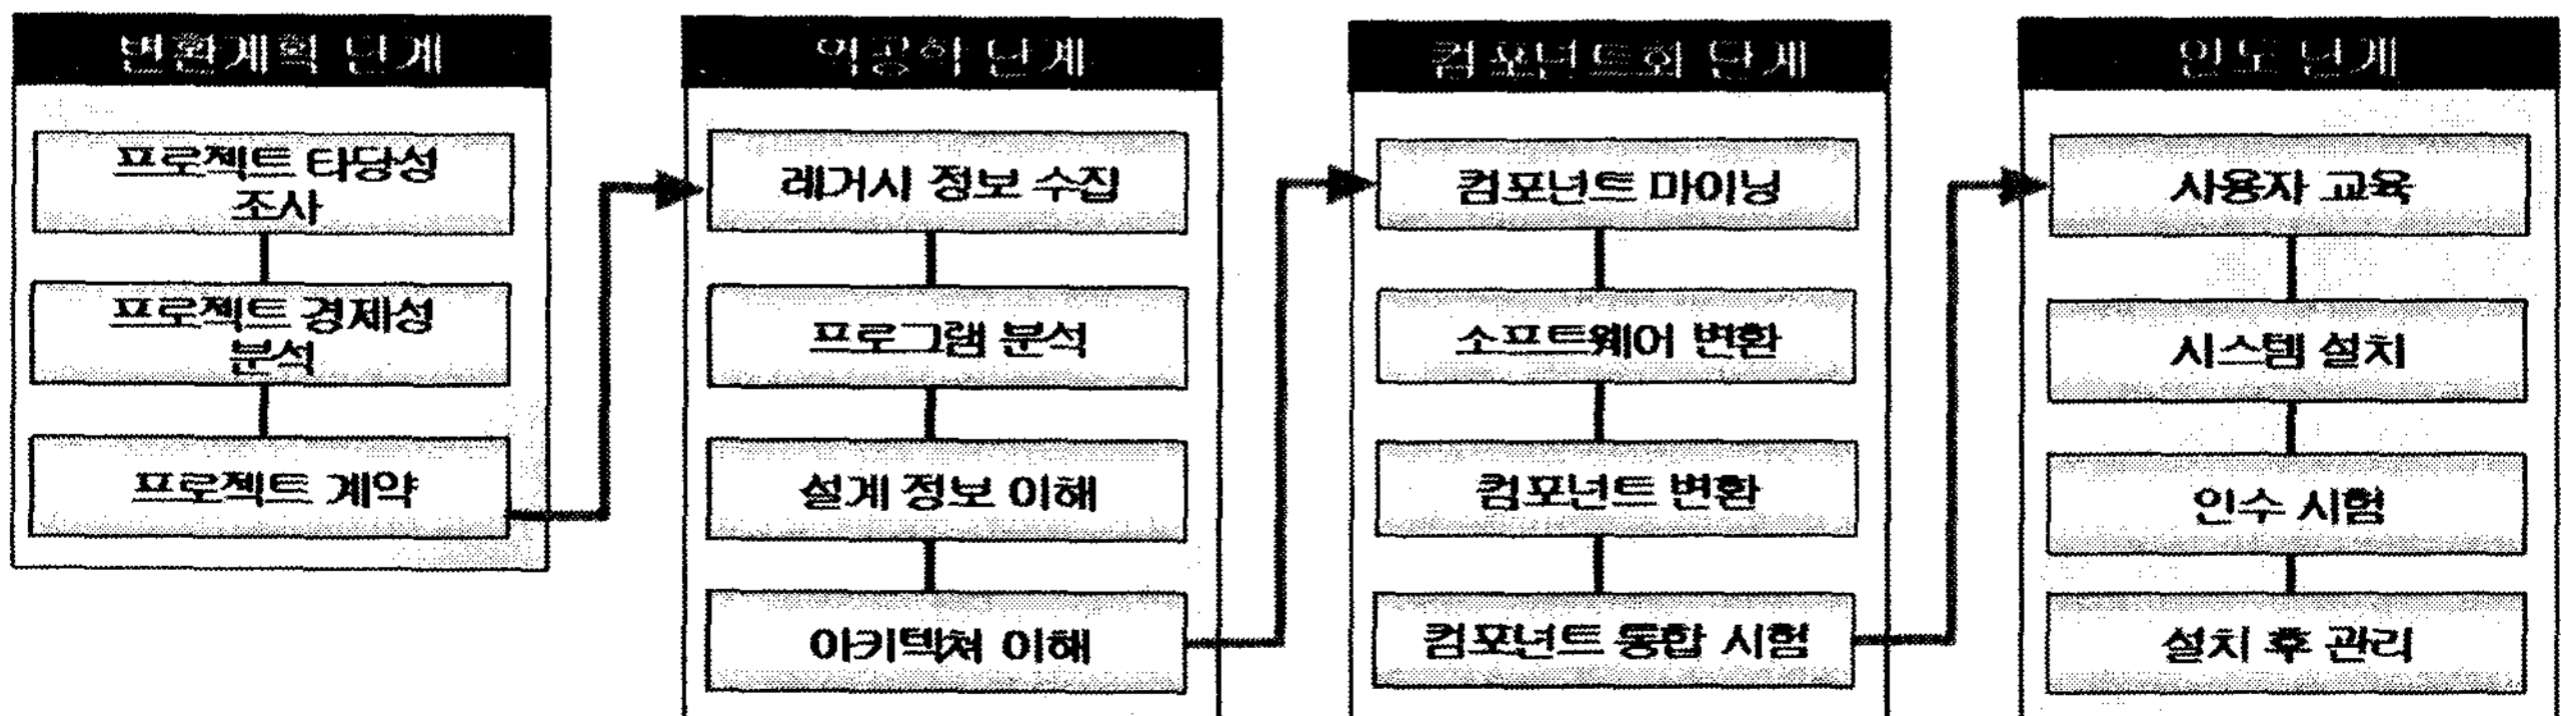 변환계획 단계
프로젝트 타당성
조사
프로젝트 경제성
분석
프로젝트 계약
역공학 단계
레거시 정보 수집
프로그램 분석
설계 정보 이해
아키텍쳐 이해
컴포넌트화 단계
컴포넌트 마이닝
소프트웨어 변환
컴포넌트 변환
컴포넌트 통합 시험
인도 단계
사용자 교육
시스템 설치
인수 시험
설치 후 관리